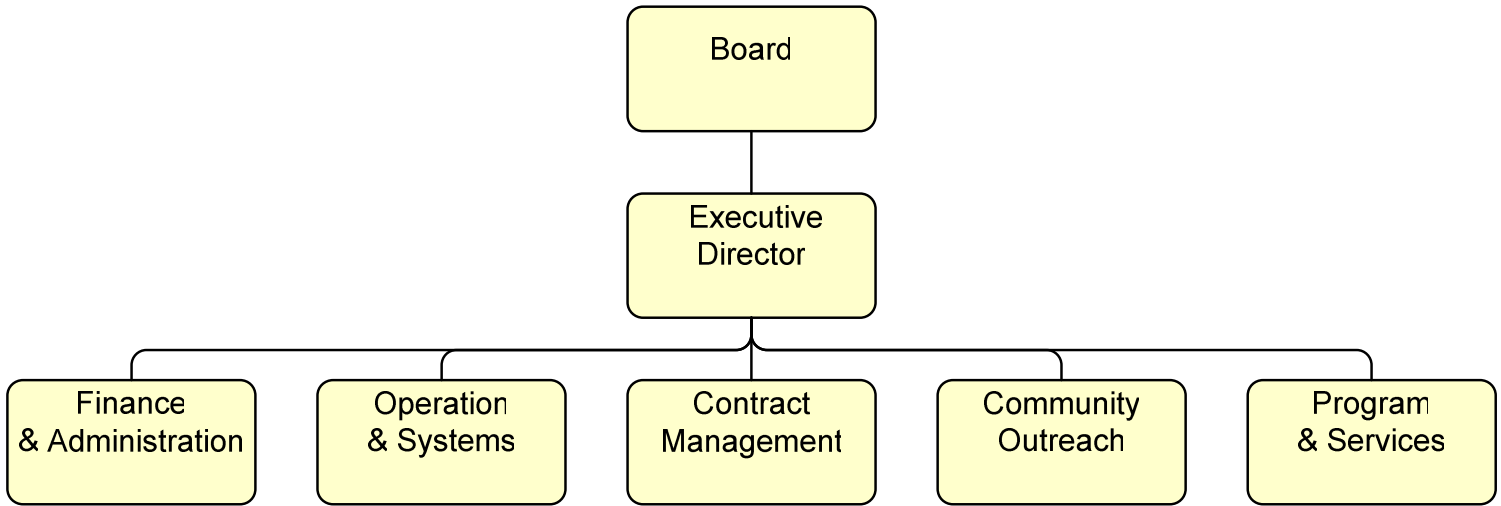 Board
Executive
Director
Finance
& Administration
Operation
& Systems
Contract
Management
Community
Outreach
Program
& Services